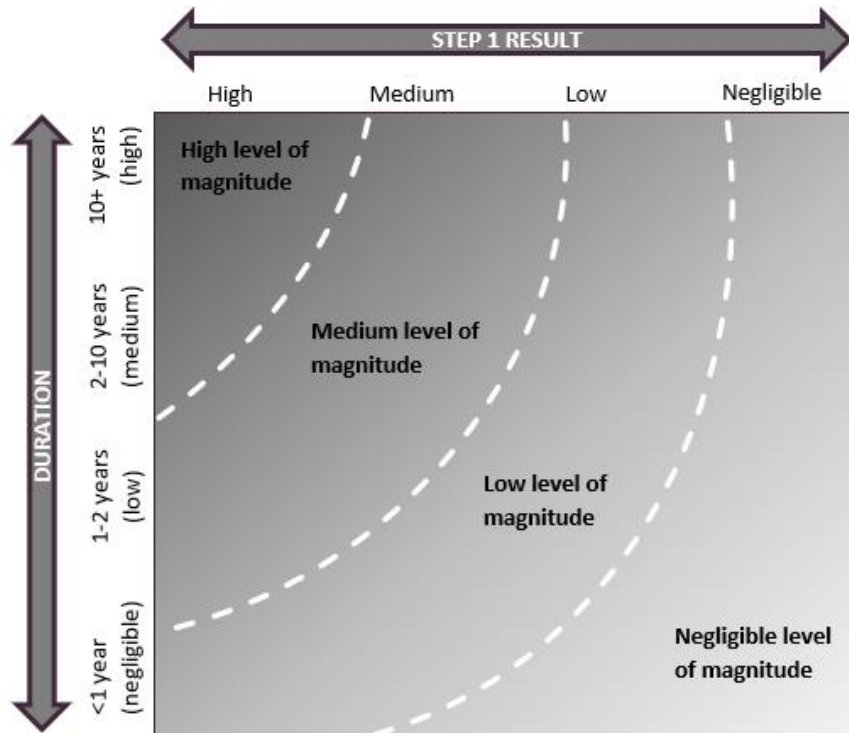 STEP 1 RESULT
High Medium Low Negligible
DURATION
10+ years
(high)
2-10 years
(medium)
1-2 years
(low)
<1 year
(negligible)
High level of
magnitude
Medium level of
magnitude
Low level of
magnitude
Negligible level
of magnitude